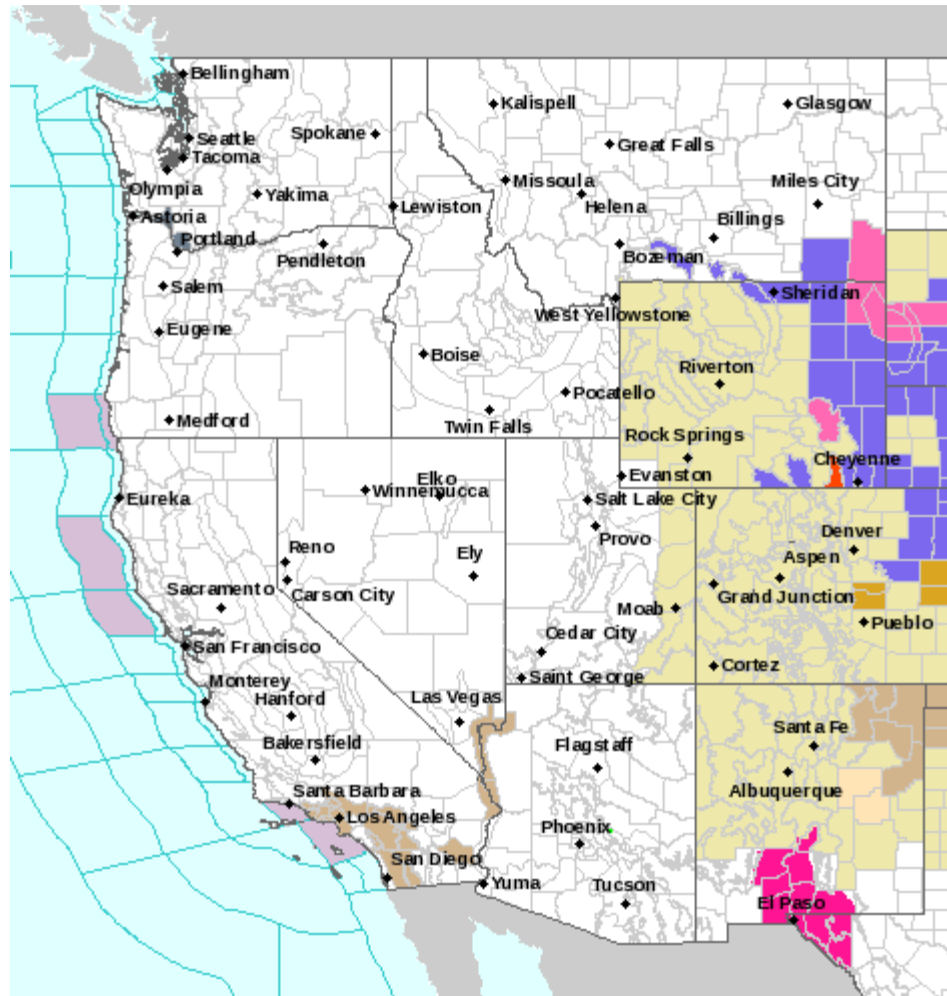 Bellingham
Kalispell
Glasgow
Seattle
Spokane
Great Falls
Tacoma
Missoula
Miles City
Olympia
Yakima
Helena
Lewiston
Astoria
Billings
Portland
Pendleton
Bozeman
Salem
Sheridan
West Yellowstone
Eugene
Boise
Riverton
Pocatello
Medford
Twin Falls
Rock Springs
Cheyenne
Evanston
Elko
Winnemucca
Eureka
Salt Lake City
Denver
Provo
Reno
Ely
Aspen
Sacramento
Carson City
Grand Junction
Moab
Pueblo
Cedar City
San Francisco
Cortez
Saint George
Monterey
Hanford
Las Vegas
Santa Fe
Bakersfield
Flagstaff
Albuquerque
Santa Barbara
Los Angeles
Phoenix
San Diego
Yuma
Tucson
El Paso